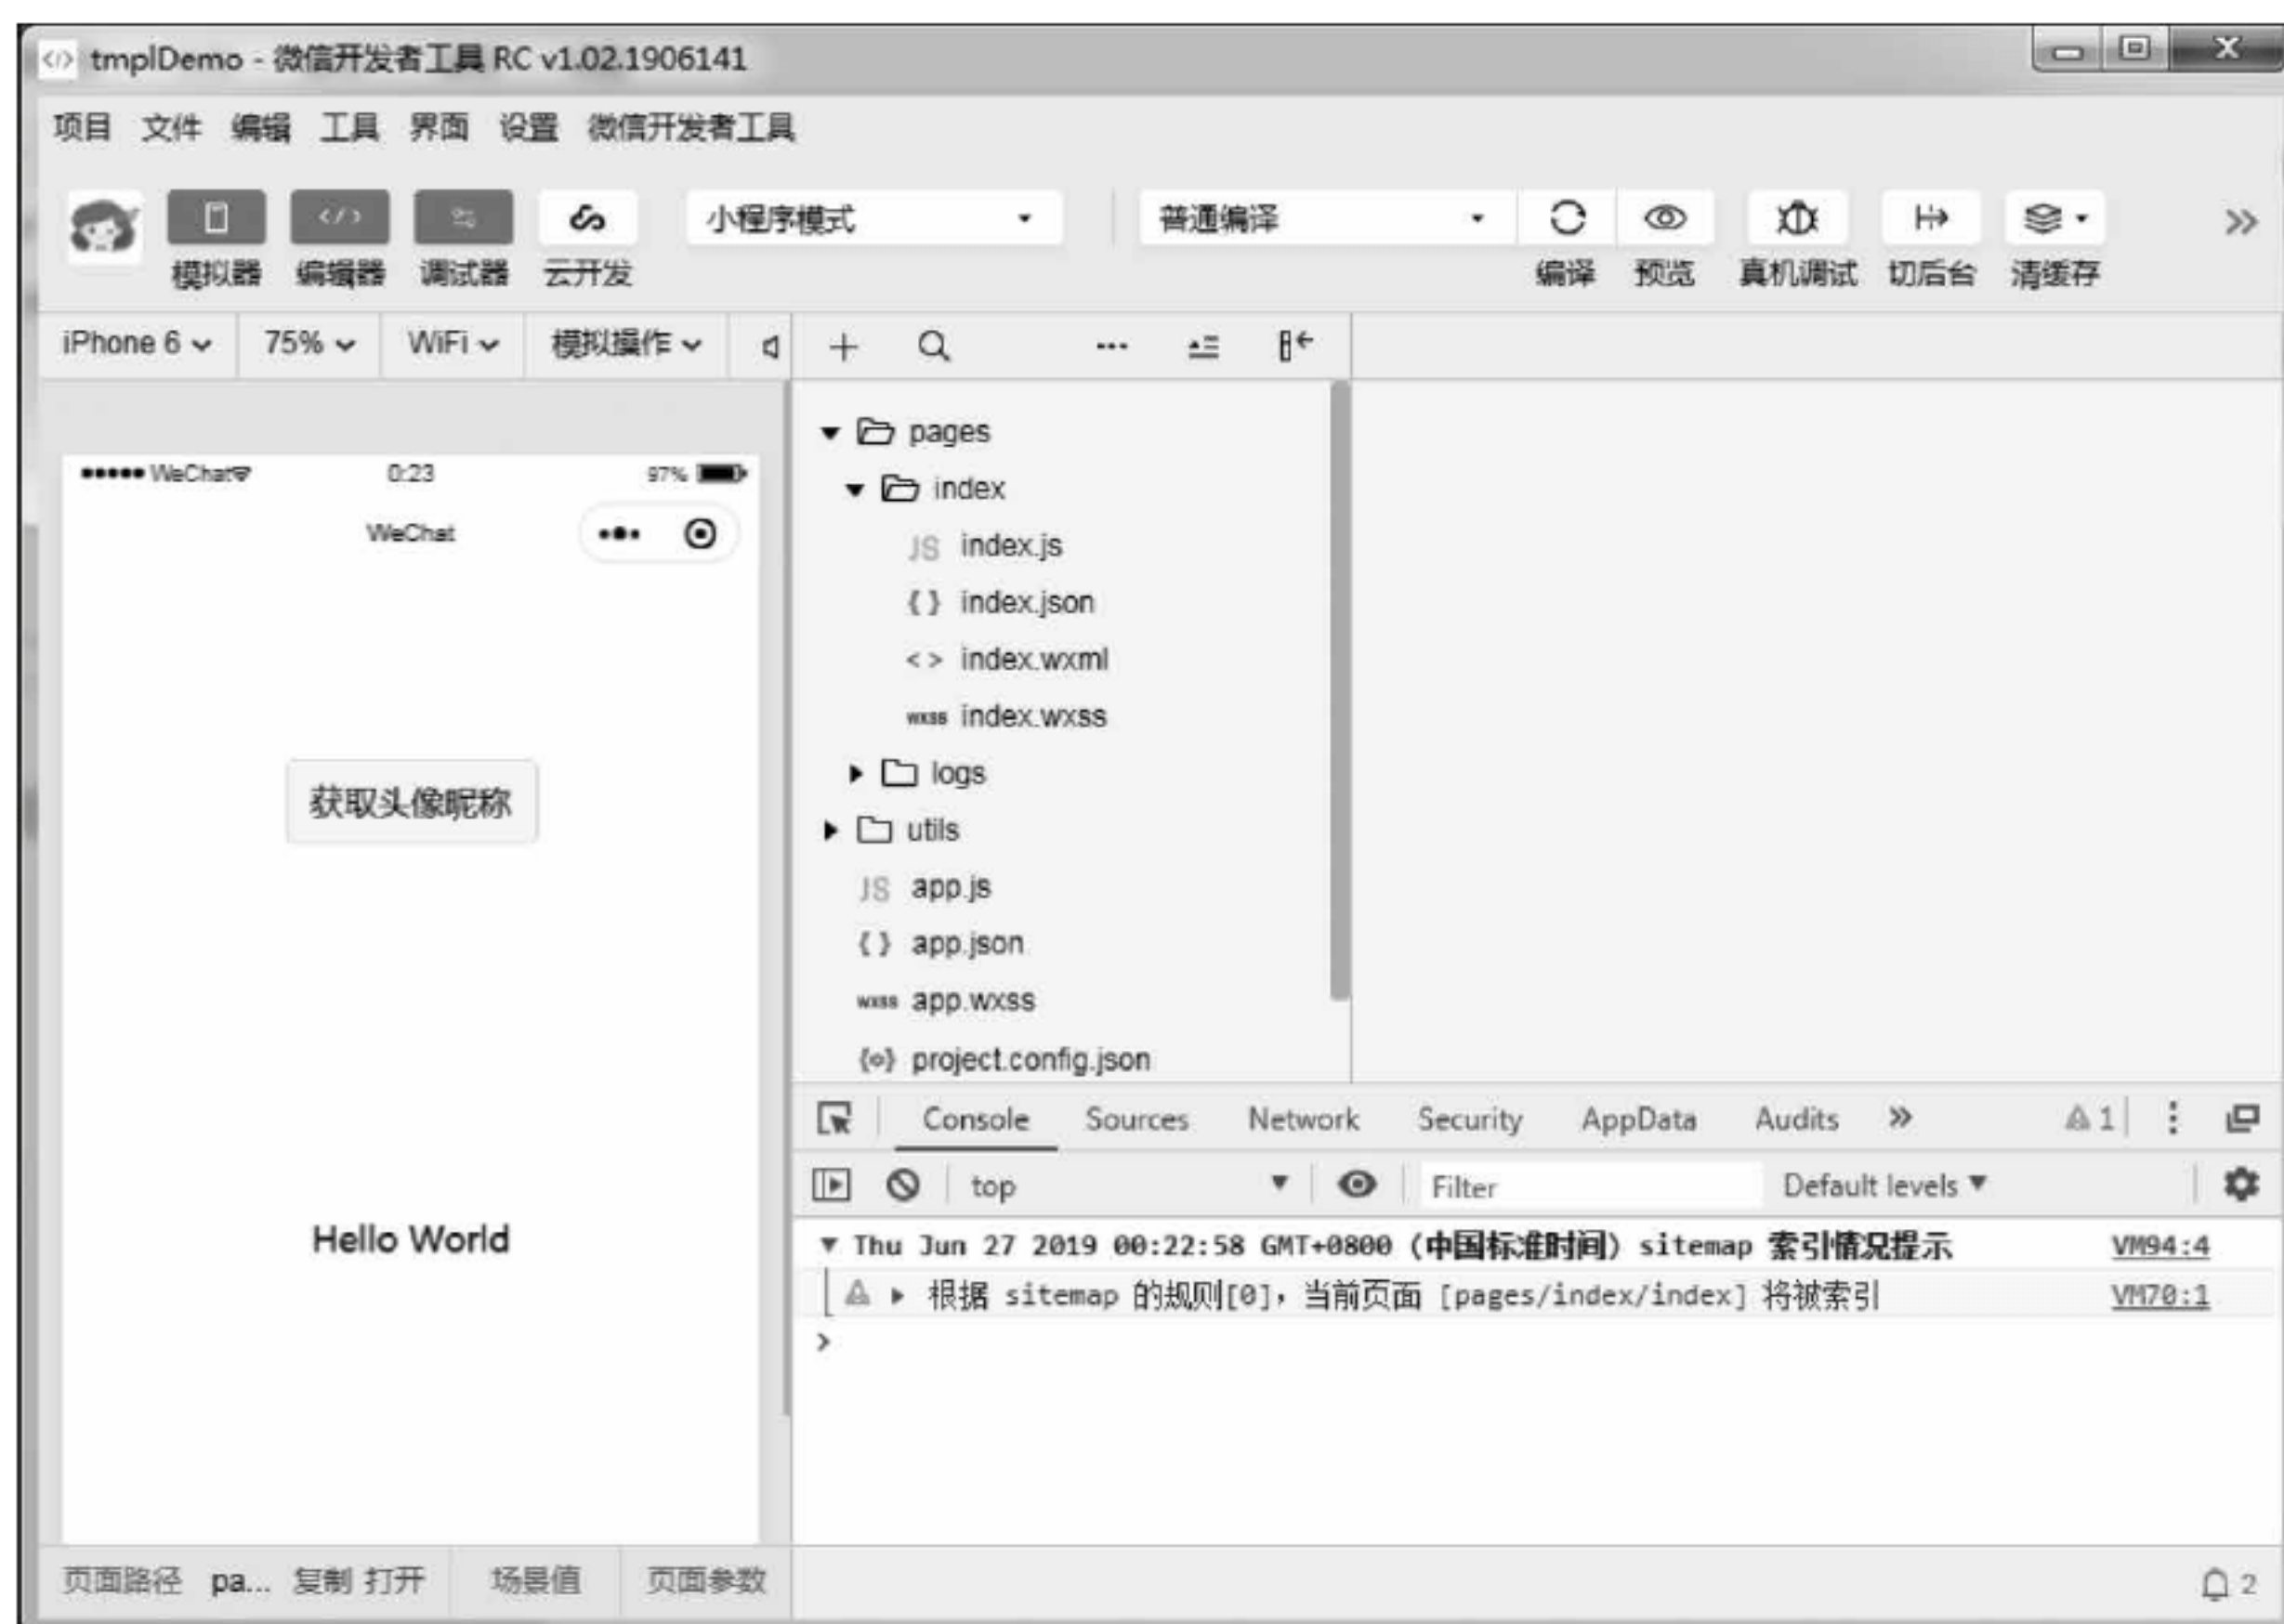 tmplDemo - 微信开发者工具 RC v1.02.1906141
项目 文件 编辑 工具 界面 设置 微信开发者工具
小程序模式 普通编译
模拟器 编辑器 调试器 云开发 编译 预览 真机调试 切后台 清缓存
iPhone 6 75% WiFi 模拟操作
WeChat 0:23 97%
WeChat
获取头像昵称
Hello World
pages
index
JS index.js
{ } index.json
< > index.wxml
wxss index.wxss
logs
utils
JS app.js
{ } app.json
wxss app.wxss
{o} project.config.json
Console Sources Network Security AppData Audits » 1
top Filter Default levels
Thu Jun 27 2019 00:22:58 GMT+0800 (中国标准时间) sitemap 索引情况提示 VM94:4
根据 sitemap 的规则[0]，当前页面 [pages/index/index] 将被索引 VM70:1
>
页面路径 pa... 复制 打开 场景值 页面参数 2